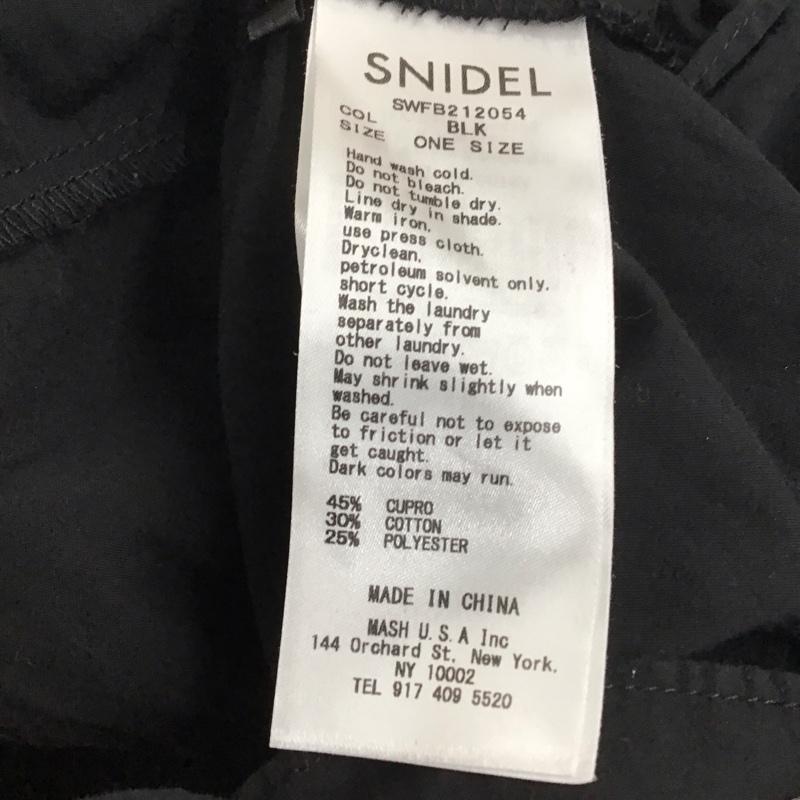 SNIDEL
SWFB212054
COL BLK
SIZE ONE SIZE
Hand wash cold.
Do not bleach.
Do not tumble dry.
Line dry in shade.
Warm iron,
use press cloth.
Dryclean,
petroleum solvent only.
short cycle.
Wash the laundry
separately from
other laundry.
Do not leave wet.
May shrink slightly when
washed.
Be careful not to expose
to friction or let it
get caught.
Dark colors may run.
45% CUPRO
30% COTTON
25% POLYESTER
MADE IN CHINA
MASH U.S.A Inc
144 Orchard St, New York.
NY 10002
TEL 917 409 5520